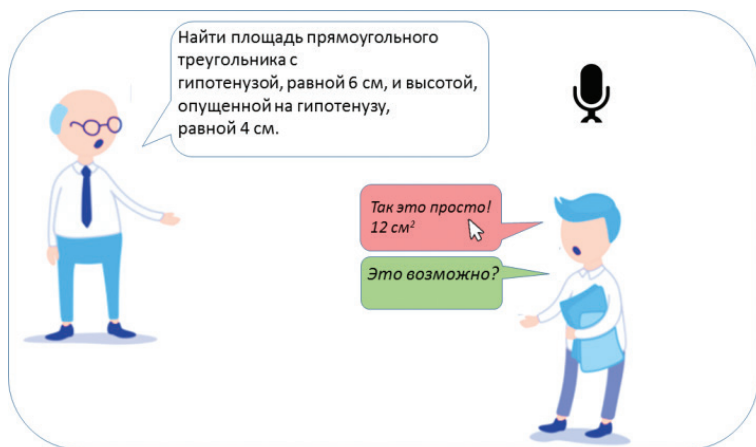 Найти площадь прямоугольного
треугольника с
гипотенузой, равной 6 см, и высотой,
опущенной на гипотенузу,
равной 4 см.
Так это просто!
12 см²
Это возможно?